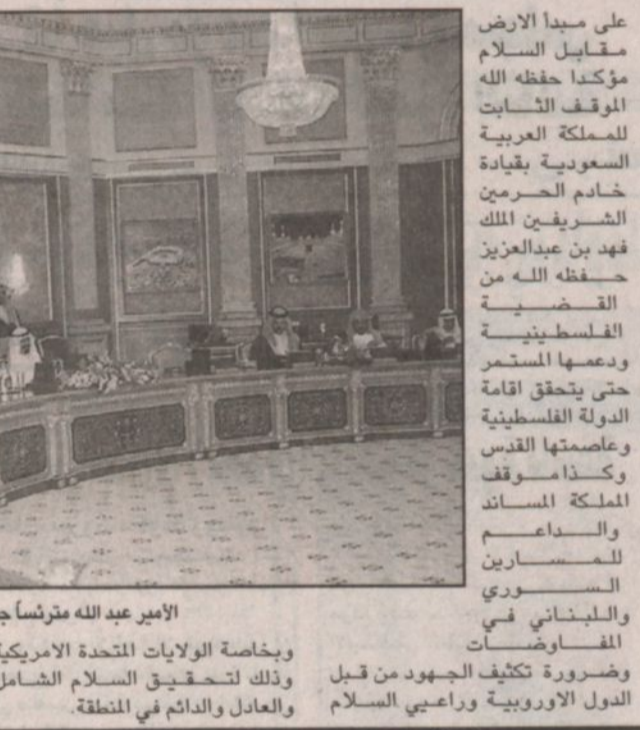 على مبدأ الارض
مقابل السلام
مؤكدا حفظه الله
الموقف الثابت
للمملكة العربية
السعودية بقيادة
خادم الحرمين
الشريفين الملك
فهد بن عبدالعزيز
حفظه الله من
القضية
الفلسطينية
ودعمها المستمر
حتى يتحقق اقامة
الدولة الفلسطينية
وعاصمتها القدس
وكذا موقف
المملكة المساند
والداعم
للمسارين
السوري
واللبناني في
المفاوضات
وضرورة تكثيف الجهود من قبل
الدول الاوروبية وراعيي السلام
الأمير عبد الله مترئساً
وبخاصة الولايات المتحدة الامريكية
وذلك لتحقيق السلام الشامل
والعادل والدائم في المنطقة.